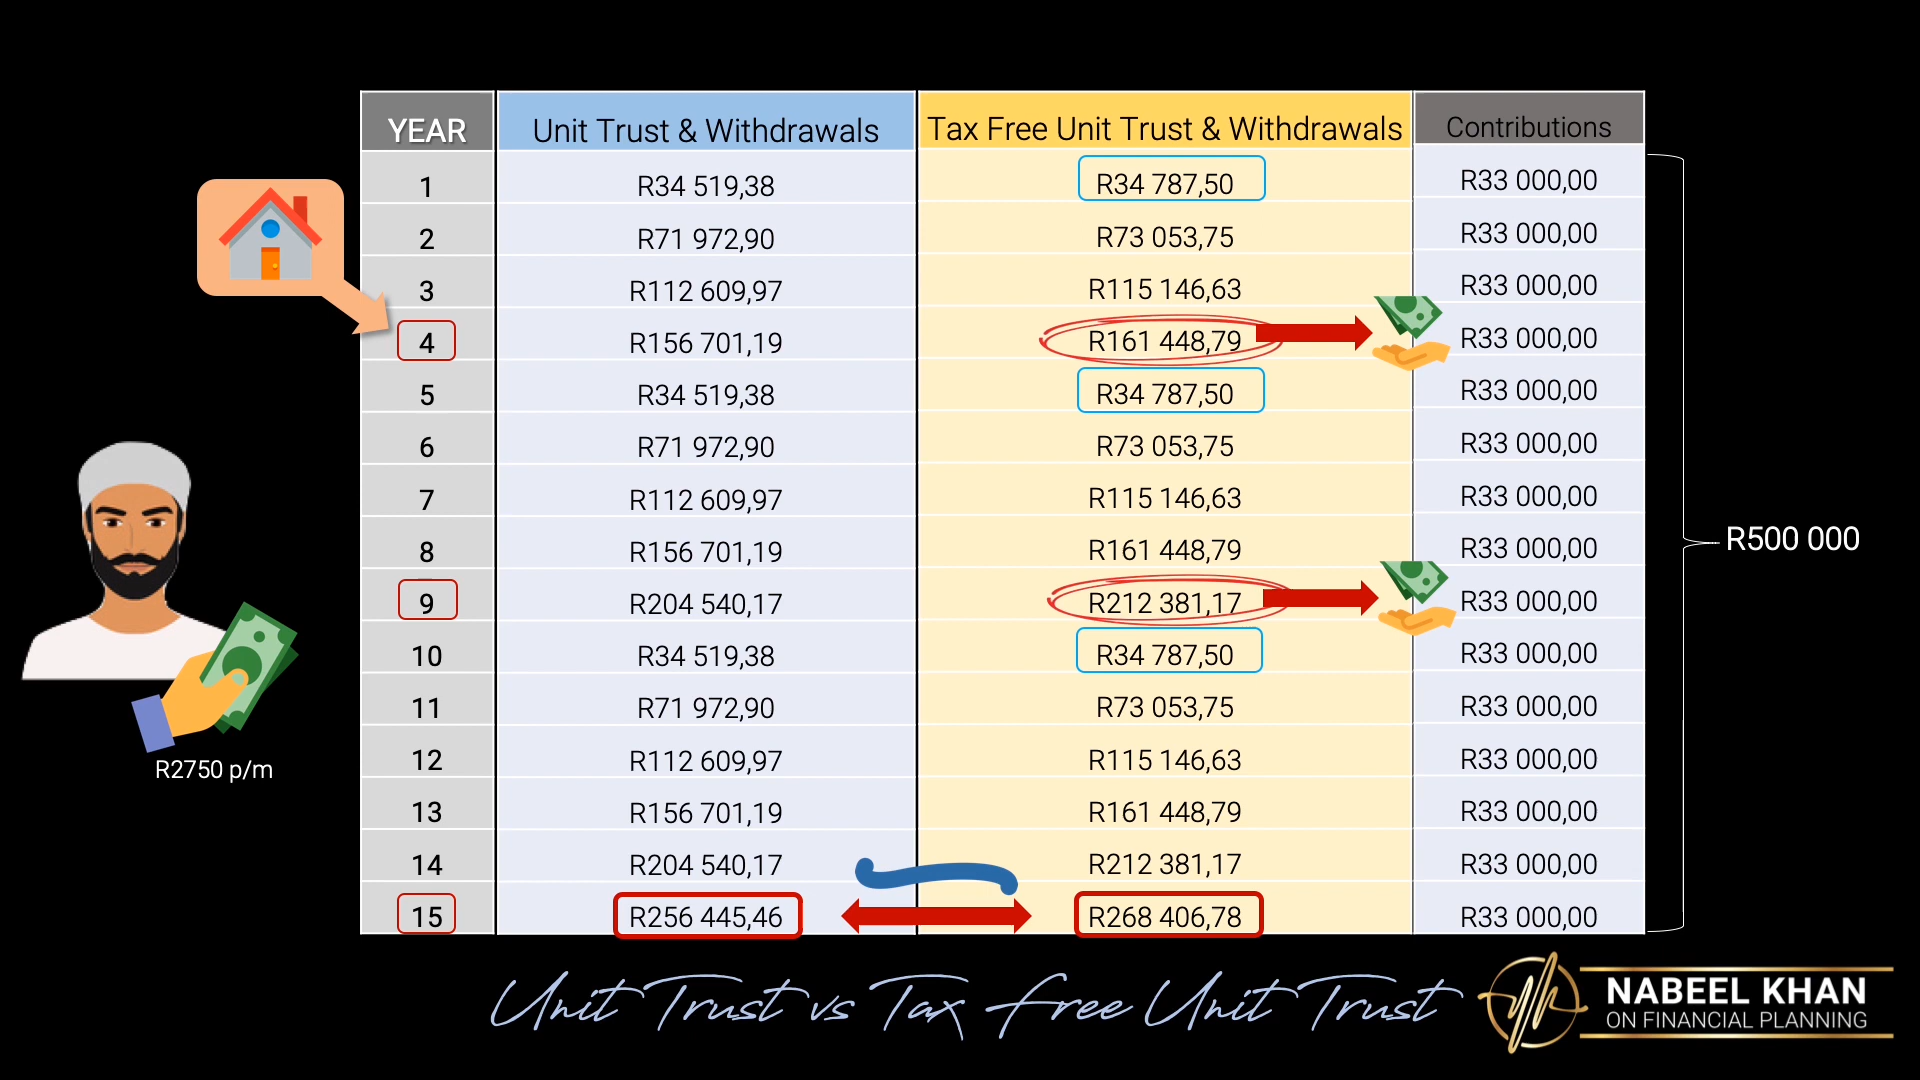 YEAR Unit Trust & Withdrawals Tax Free Unit Trust & Withdrawals Contributions
1 R34 519,38 R34 787,50 R33 000,00
2 R71 972,90 R73 053,75 R33 000,00
3 R112 609,97 R115 146,63 R33 000,00
4 R156 701,19 R161 448,79 R33 000,00
5 R34 519,38 R34 787,50 R33 000,00
6 R71 972,90 R73 053,75 R33 000,00
7 R112 609,97 R115 146,63 R33 000,00
8 R156 701,19 R161 448,79 R33 000,00
R500 000
9 R204 540,17 R212 381,17 R33 000,00
10 R34 519,38 R34 787,50 R33 000,00
11 R71 972,90 R73 053,75 R33 000,00
12 R112 609,97 R115 146,63 R33 000,00
R2750 p/m
13 R156 701,19 R161 448,79 R33 000,00
14 R204 540,17 R212 381,17 R33 000,00
15 R256 445,46 R268 406,78 R33 000,00
Unit Trust vs Tax Free Unit Trust
NABEEL KHAN
ON FINANCIAL PLANNING